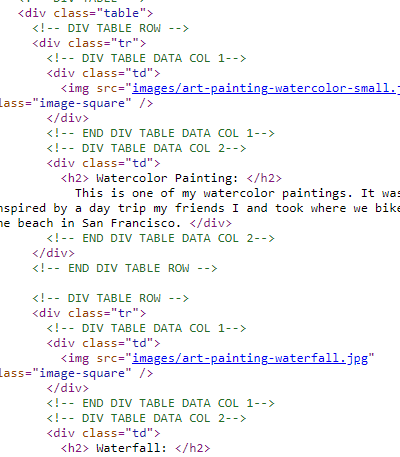 <div class="table">
<!-- DIV TABLE ROW -->
<div class="tr">
<!-- DIV TABLE DATA COL 1-->
<div class="td">
<img src="images/art-painting-watercolor-small.j
lass="image-square" />
</div>
<!-- END DIV TABLE DATA COL 1-->
<!-- DIV TABLE DATA COL 2-->
<div class="td">
<h2> Watercolor Painting: </h2>
This is one of my watercolor paintings. It was
nspired by a day trip my friends I and took where we bike
he beach in San Francisco. </div>
<!-- END DIV TABLE DATA COL 2-->
</div>
<!-- END DIV TABLE ROW -->
<!-- DIV TABLE ROW -->
<div class="tr">
<!-- DIV TABLE DATA COL 1-->
<div class="td">
<img src="images/art-painting-waterfall.jpg"
lass="image-square" />
</div>
<!-- END DIV TABLE DATA COL 1-->
<!-- DIV TABLE DATA COL 2-->
<div class="td">
<h2> Waterfall: </h2>